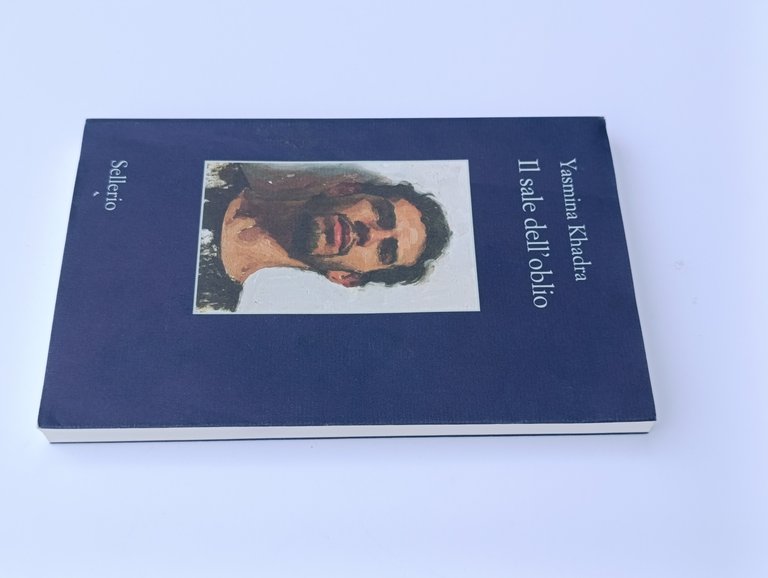 Yasmina Khadra
Il sale dell'oblio
Sellerio